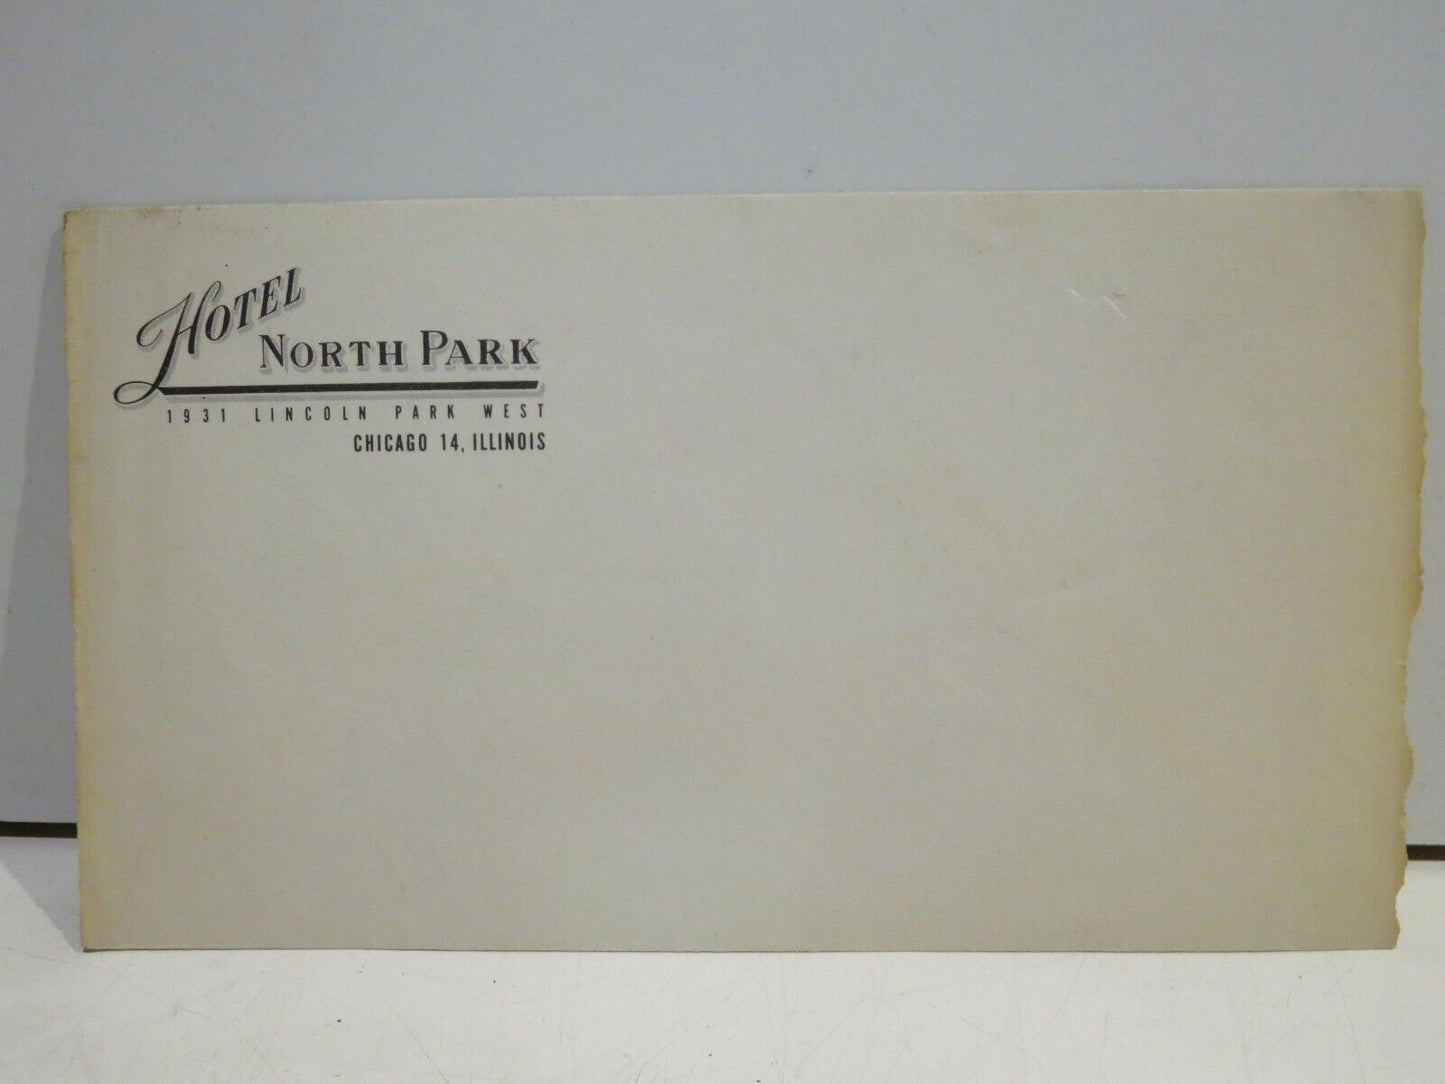 Hotel
North Park
1931 LINCOLN PARK WEST
CHICAGO 14, ILLINOIS